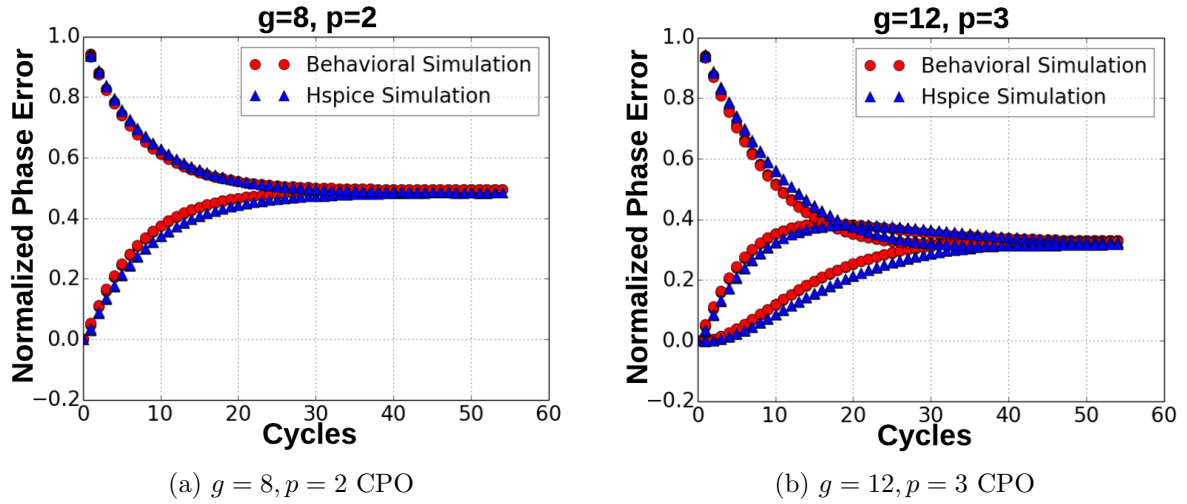 g=8, p=2
Normalized Phase Error
1.0
0.8
0.6
0.4
0.2
0.0
−0.2
Behavioral Simulation
Hspice Simulation
0 10 20 30 40 50 60
Cycles
(a) g = 8, p = 2 CPO
g=12, p=3
Normalized Phase Error
1.0
0.8
0.6
0.4
0.2
0.0
−0.2
Behavioral Simulation
Hspice Simulation
0 10 20 30 40 50 60
Cycles
(b) g = 12, p = 3 CPO